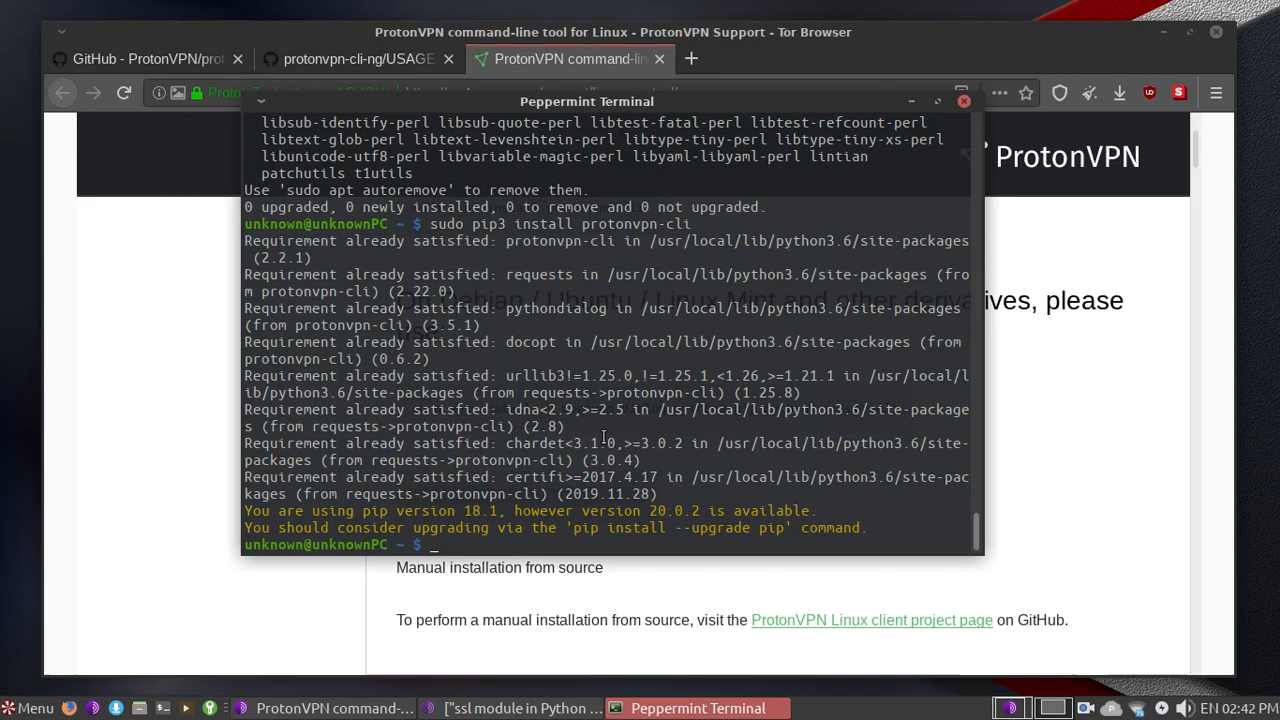 ProtonVPN command-line tool for Linux - ProtonVPN Support - Tor Browser
GitHub - ProtonVPN/prot
protonvpn-cli-ng/USAGE
ProtonVPN command-lin
Peppermint Terminal
ProtonVPN
libsub-identify-perl libsub-quote-perl libtest-fatal-perl libtest-refcount-perl
libtext-glob-perl libtext-levenshtein-perl libtype-tiny-perl libtype-tiny-xs-perl
libunicode-utf8-perl libvariable-magic-perl libyaml-libyaml-perl lintian
patchutils t1utils
Use 'sudo apt autoremove' to remove them.
0 upgraded, 0 newly installed, 0 to remove and 0 not upgraded.
unknown@unknownPC ~ $ sudo pip3 install protonvpn-cli
Requirement already satisfied: protonvpn-cli in /usr/local/lib/python3.6/site-packages
(2.2.1)
Requirement already satisfied: requests in /usr/local/lib/python3.6/site-packages (fro
m protonvpn-cli) (2.22.0)
Requirement already satisfied: pythondialog in /usr/local/lib/python3.6/site-packages
(from protonvpn-cli) (3.5.1)
Requirement already satisfied: docopt in /usr/local/lib/python3.6/site-packages (from
protonvpn-cli) (0.6.2)
Requirement already satisfied: urllib3!=1.25.0,!=1.25.1,<1.26,>=1.21.1 in /usr/local/l
ib/python3.6/site-packages (from requests->protonvpn-cli) (1.25.8)
Requirement already satisfied: idna<2.9,>=2.5 in /usr/local/lib/python3.6/site-package
s (from requests->protonvpn-cli) (2.8)
Requirement already satisfied: chardet<3.1.0,>=3.0.2 in /usr/local/lib/python3.6/site-
packages (from requests->protonvpn-cli) (3.0.4)
Requirement already satisfied: certifi>=2017.4.17 in /usr/local/lib/python3.6/site-pac
kages (from requests->protonvpn-cli) (2019.11.28)
You are using pip version 18.1, however version 20.0.2 is available.
You should consider upgrading via the 'pip install --upgrade pip' command.
unknown@unknownPC ~ $ _
On Debian / Ubuntu / Linux Mint and other derivatives, please
use
Manual installation from source
To perform a manual installation from source, visit the ProtonVPN Linux client project page on GitHub.
Menu
ProtonVPN command-...
["ssl module in Python ...
Peppermint Terminal
EN 02:42 PM